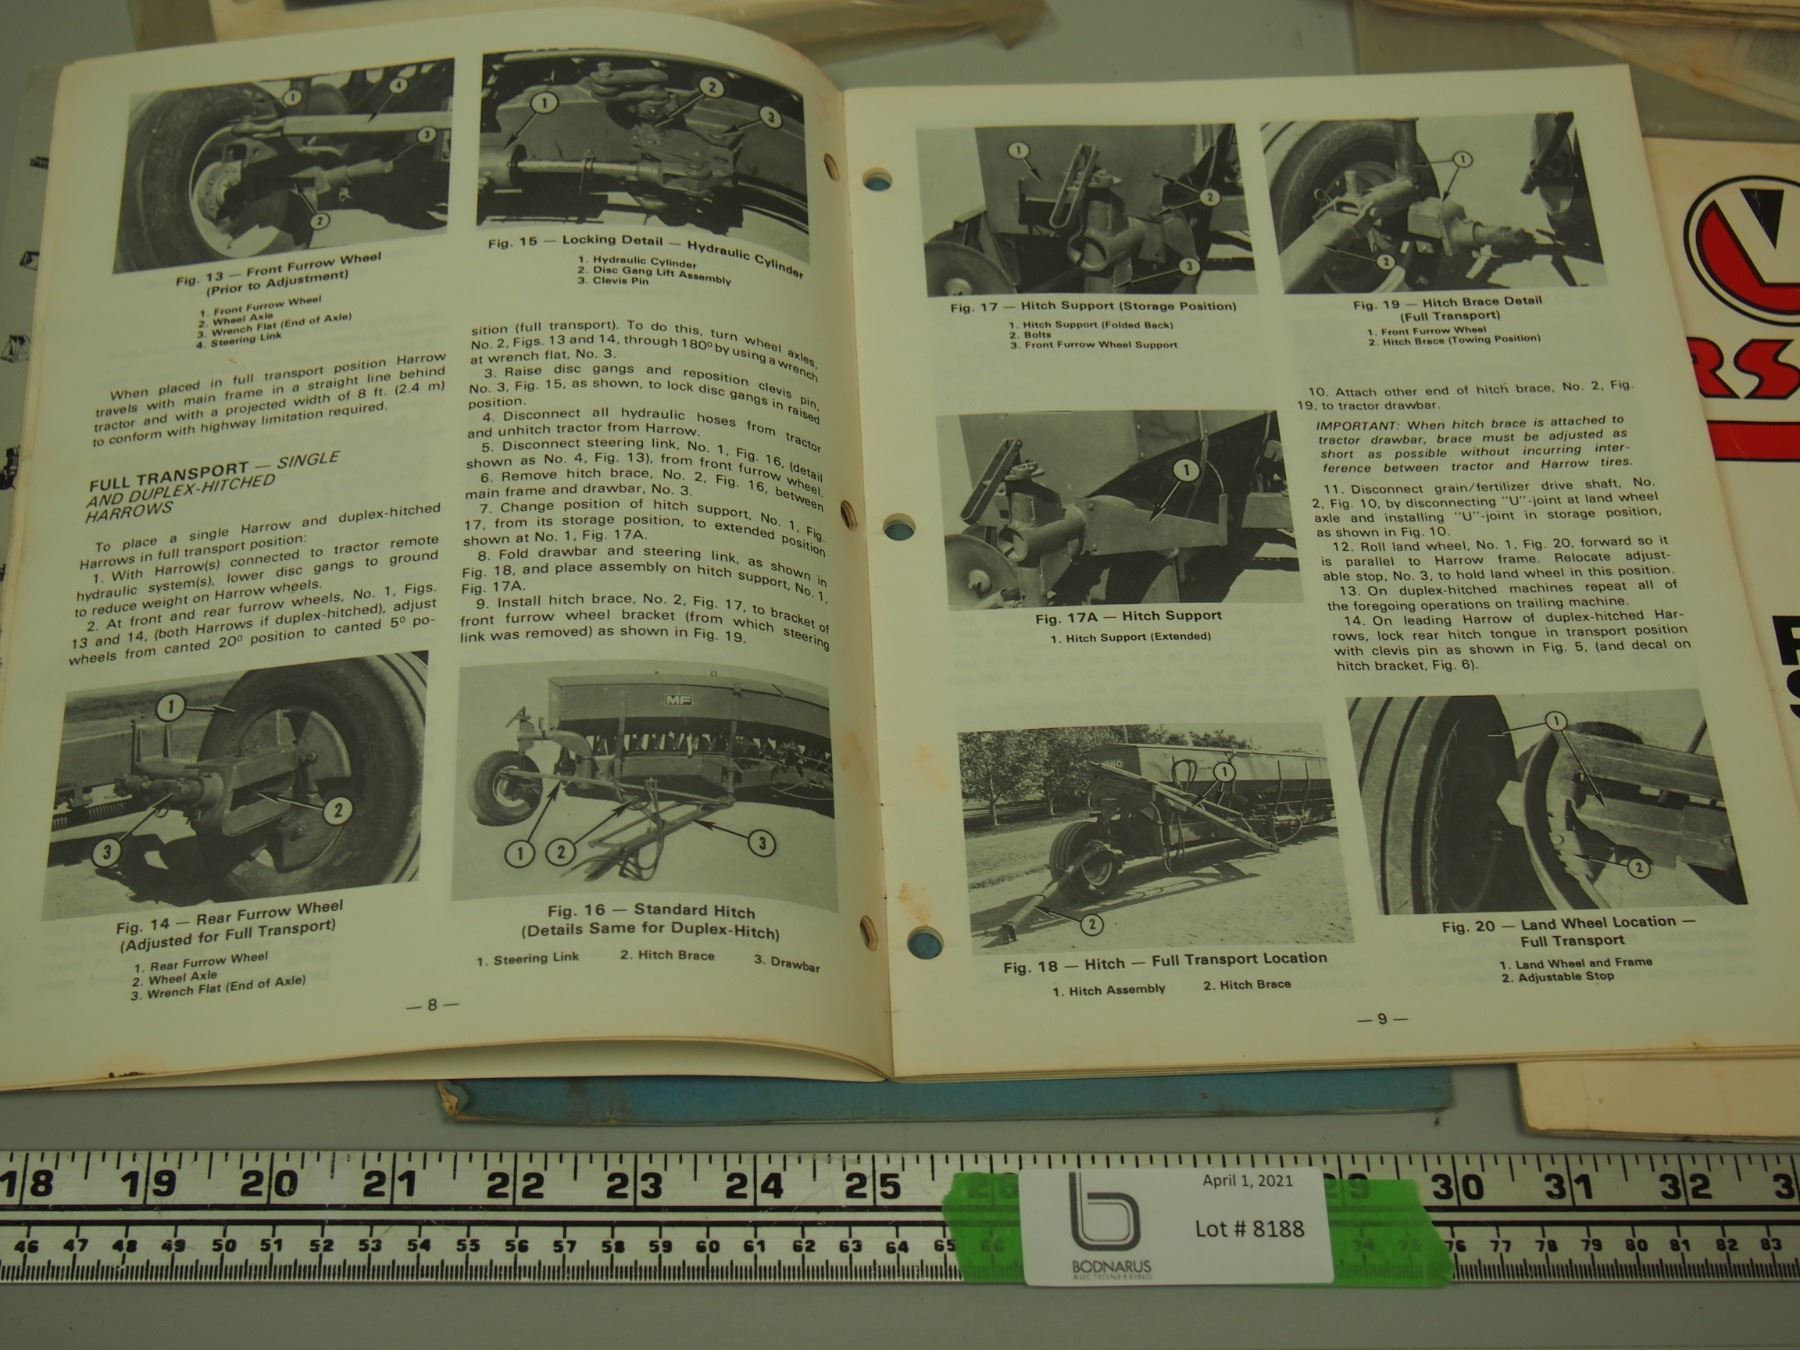 Fig. 13 — Front Furrow Wheel
(Prior to Adjustment)
1. Front Furrow Wheel
2. Wheel Axle
3. Wrench Flat (End of Axle)
4. Steering Link
When placed in full transport position Harrow
travels with main frame in a straight line behind
tractor and with a projected width of 8 ft. (2.4 m)
to conform with highway limitation required.
FULL TRANSPORT — SINGLE
AND DUPLEX-HITCHED
HARROWS
To place a single Harrow and duplex-hitched
Harrows in full transport position:
1. With Harrow(s) connected to tractor remote
hydraulic system(s), lower disc gangs to ground
to reduce weight on Harrow wheels.
2. At front and rear furrow wheels, No. 1, Figs.
13 and 14, (both Harrows if duplex-hitched), adjust
wheels from canted 20º position to canted 5º po-
Fig. 14 — Rear Furrow Wheel
(Adjusted for Full Transport)
1. Rear Furrow Wheel
2. Wheel Axle
3. Wrench Flat (End of Axle)
Fig. 15 — Locking Detail — Hydraulic Cylinder
1. Hydraulic Cylinder
2. Disc Gang Lift Assembly
3. Clevis Pin
sition (full transport). To do this, turn wheel axles,
No. 2, Figs. 13 and 14, through 180º by using a wrench
at wrench flat, No. 3.
3. Raise disc gangs and reposition clevis pin,
No. 3, Fig. 15, as shown, to lock disc gangs in raised
position.
4. Disconnect all hydraulic hoses from tractor
and unhitch tractor from Harrow.
5. Disconnect steering link, No. 1, Fig. 16, (detail
shown as No. 4, Fig. 13), from front furrow wheel.
6. Remove hitch brace, No. 2, Fig. 16, between
main frame and drawbar, No. 3.
7. Change position of hitch support, No. 1, Fig.
17, from its storage position, to extended position
shown at No. 1, Fig. 17A.
8. Fold drawbar and steering link, as shown in
Fig. 18, and place assembly on hitch support, No. 1,
Fig. 17A.
9. Install hitch brace, No. 2, Fig. 17, to bracket of
front furrow wheel bracket (from which steering
link was removed) as shown in Fig. 19.
MF
Fig. 16 — Standard Hitch
(Details Same for Duplex-Hitch)
1. Steering Link 2. Hitch Brace 3. Drawbar
— 8 —
Fig. 17 — Hitch Support (Storage Position)
1. Hitch Support (Folded Back)
2. Bolts
3. Front Furrow Wheel Support
Fig. 17A — Hitch Support
1. Hitch Support (Extended)
Fig. 18 — Hitch — Full Transport Location
1. Hitch Assembly 2. Hitch Brace
Fig. 19 — Hitch Brace Detail
(Full Transport)
1. Front Furrow Wheel
2. Hitch Brace (Towing Position)
10. Attach other end of hitch brace, No. 2, Fig.
19, to tractor drawbar.
IMPORTANT: When hitch brace is attached to
tractor drawbar, brace must be adjusted as
short as possible without incurring inter-
ference between tractor and Harrow tires.
11. Disconnect grain/fertilizer drive shaft, No.
2, Fig. 10, by disconnecting "U"-joint at land wheel
axle and installing "U"-joint in storage position,
as shown in Fig. 10.
12. Roll land wheel, No. 1, Fig. 20, forward so it
is parallel to Harrow frame. Relocate adjust-
able stop, No. 3, to hold land wheel in this position.
13. On duplex-hitched machines repeat all of
the foregoing operations on trailing machine.
14. On leading Harrow of duplex-hitched Har-
rows, lock rear hitch tongue in transport position
with clevis pin as shown in Fig. 5, (and decal on
hitch bracket, Fig. 6).
Fig. 20 — Land Wheel Location —
Full Transport
1. Land Wheel and Frame
2. Adjustable Stop
— 9 —
18 19 20 21 22 23 24 25 26 29 30 31 32 3
46 47 48 49 50 51 52 53 54 55 56 57 58 59 60 61 62 63 64 65 66 74 75 76 77 78 79 80 81 82 83
April 1, 2021
Lot # 8188
BODNARUS
AUCTIONEERING